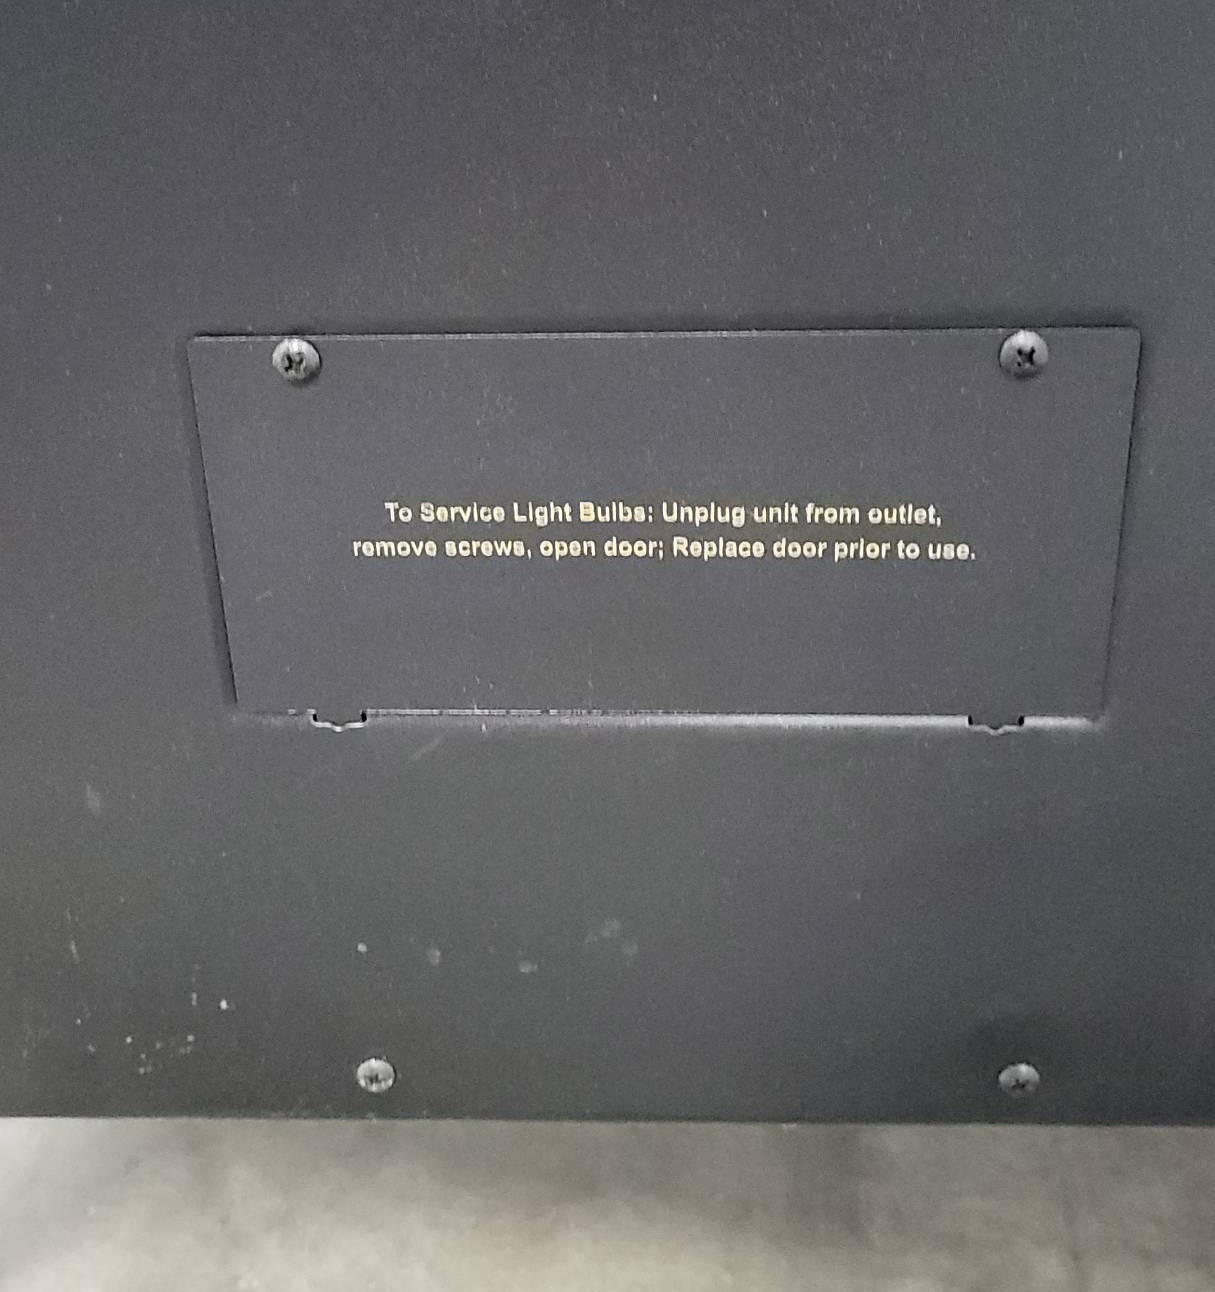 To Service Light Bulbs: Unplug unit from outlet,
remove screws, open door; Replace door prior to use.